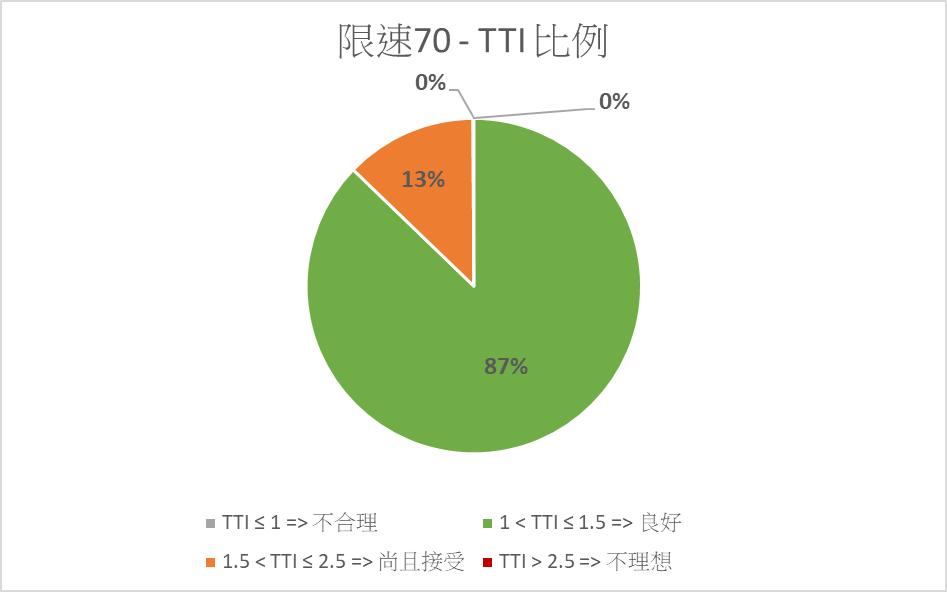 限速70 - TTI 比例
0%
0%
13%
87%
TTI ≤ 1 => 不合理
1 < TTI ≤ 1.5 => 良好
1.5 < TTI ≤ 2.5 => 尚且接受
TTI > 2.5 => 不理想